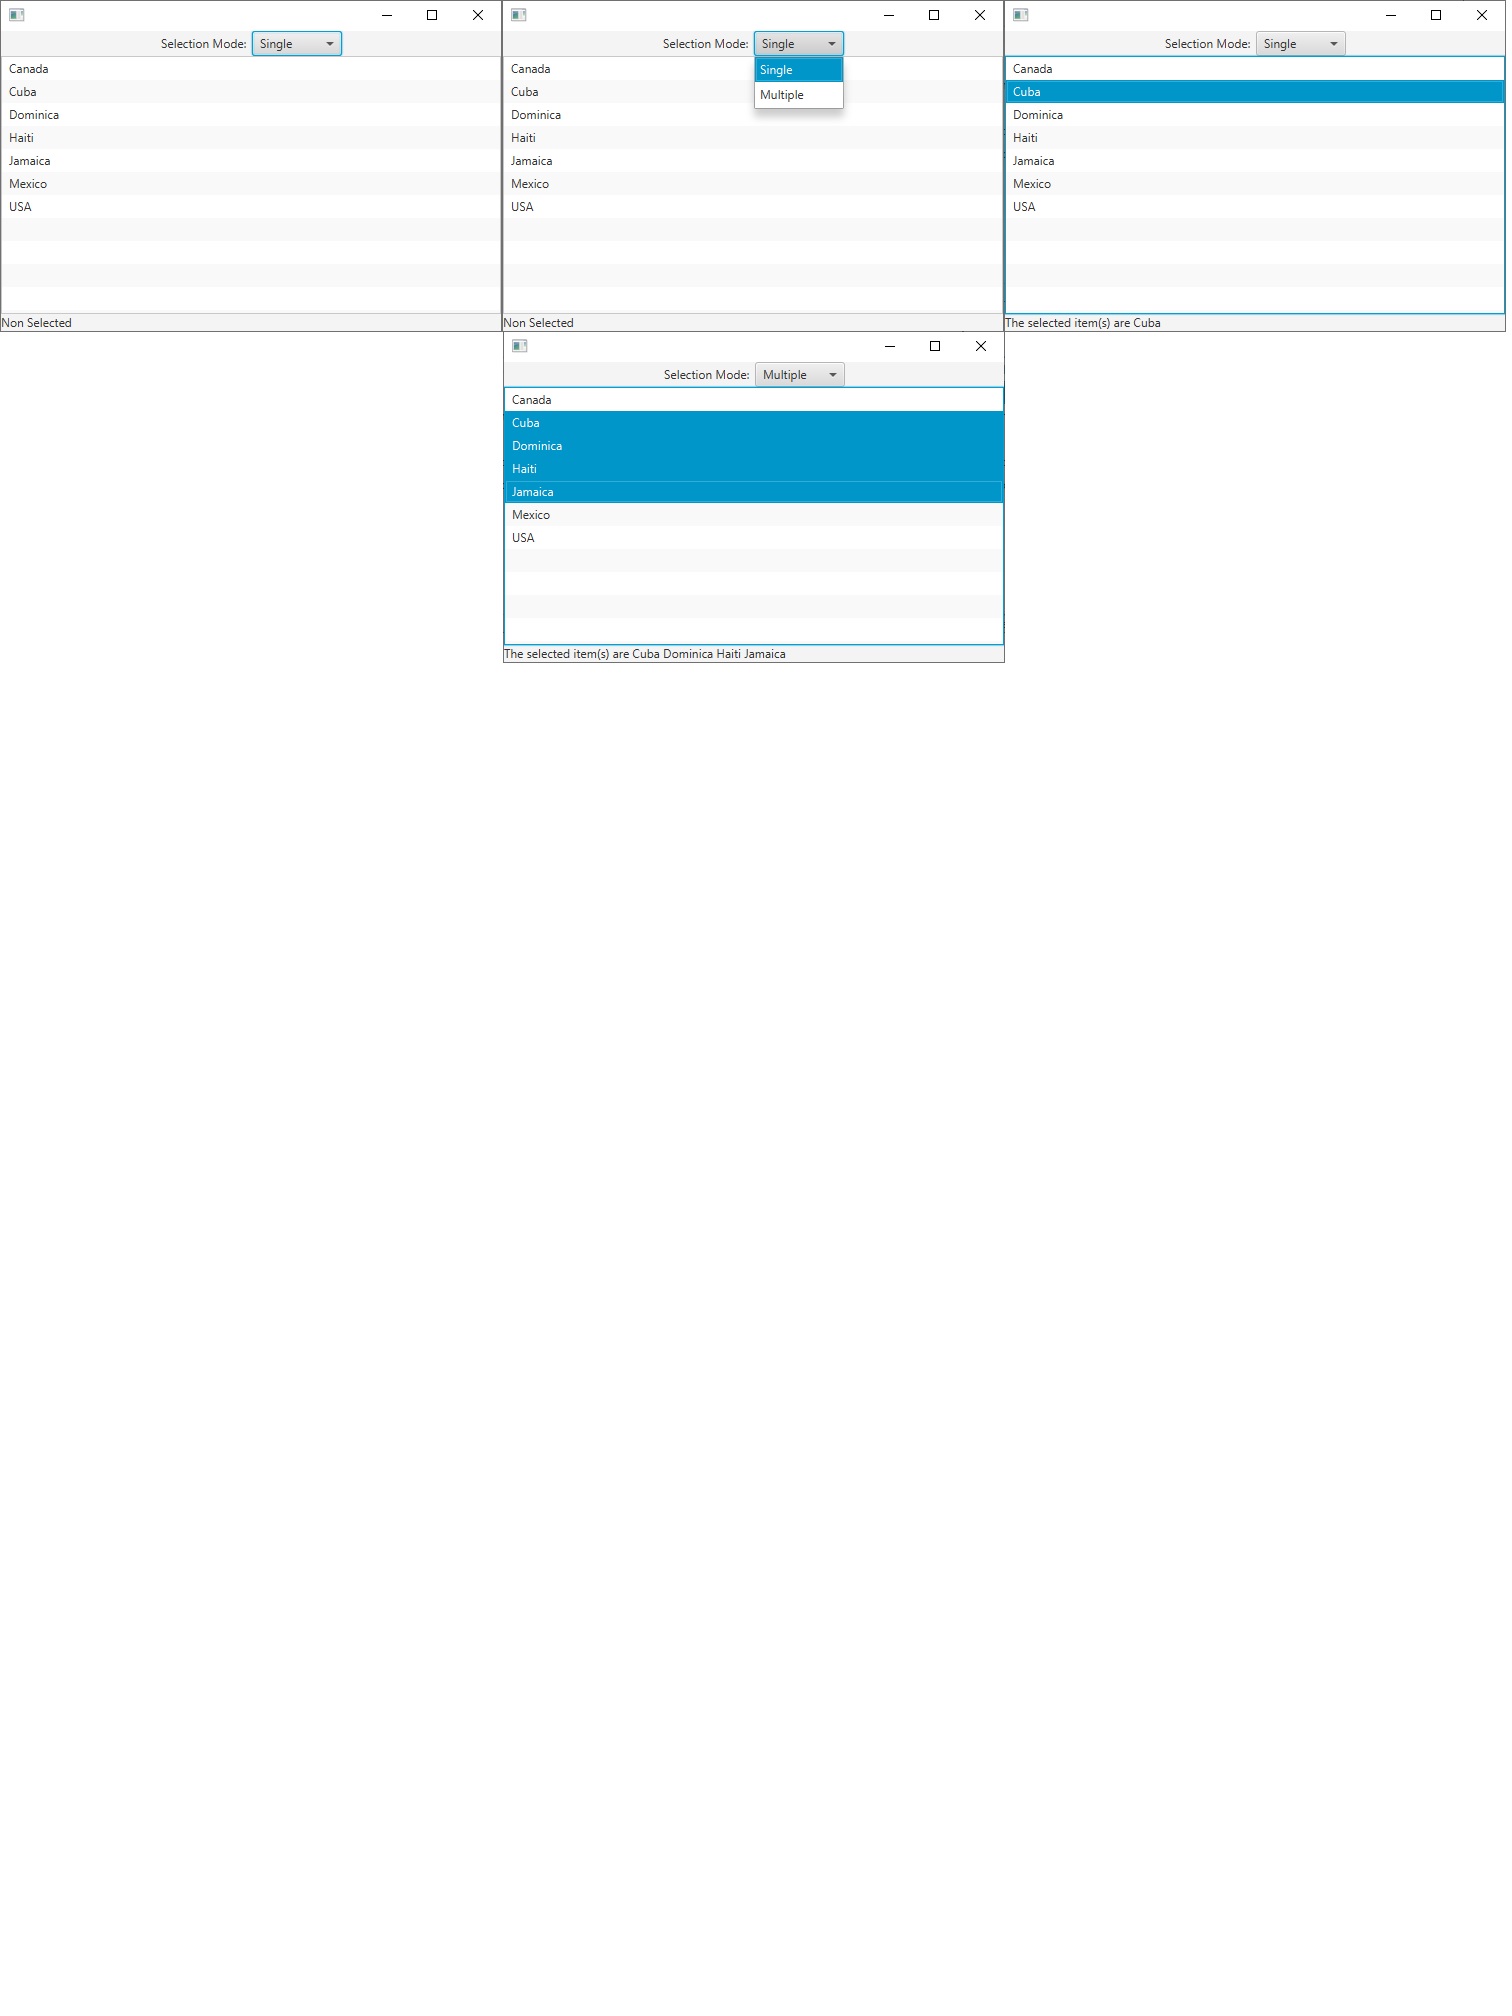 Selection Mode: Single
Canada
Cuba
Dominica
Haiti
Jamaica
Mexico
USA
Non Selected
Selection Mode: Single
Single
Multiple
Canada
Cuba
Dominica
Haiti
Jamaica
Mexico
USA
Non Selected
Selection Mode: Single
Canada
Cuba
Dominica
Haiti
Jamaica
Mexico
USA
The selected item(s) are Cuba
Selection Mode: Multiple
Canada
Cuba
Dominica
Haiti
Jamaica
Mexico
USA
The selected item(s) are Cuba Dominica Haiti Jamaica